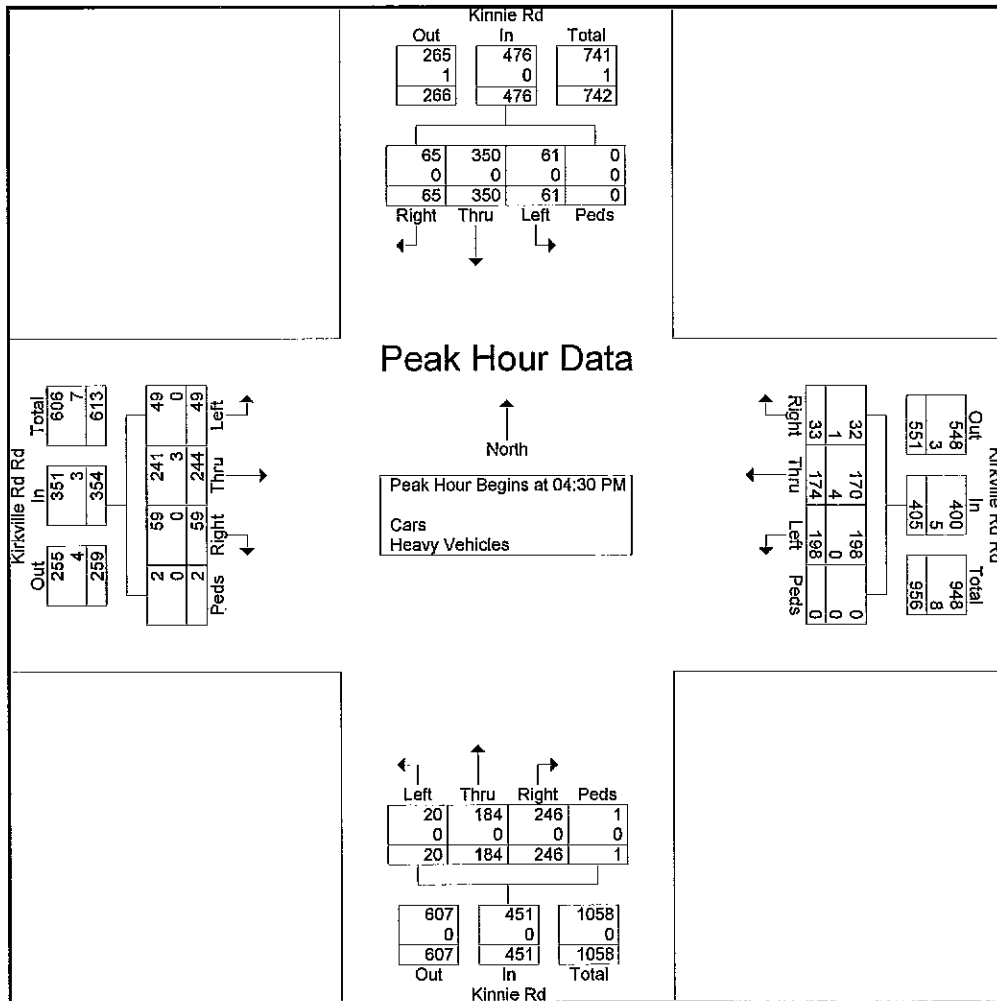 Kinnie Rd
Out In Total
265 476 741
1 0 1
266 476 742
65 350 61 0
0 0 0 0
65 350 61 0
Right Thru Left Peds
Peak Hour Data
North
Peak Hour Begins at 04:30 PM
Cars
Heavy Vehicles
Kirkville Rd Rd
Out In Total
255 351 606
4 3 7
259 354 613
Peds Right Thru Left
2 59 241 49
0 0 3 0
2 59 244 49
Kirkville Rd Rd
Out In Total
548 400 948
3 5 8
551 405 956
32 170 198 0
1 4 0 0
33 174 198 0
Right Thru Left Peds
Left Thru Right Peds
20 184 246 1
0 0 0 0
20 184 246 1
607 451 1058
0 0 0
607 451 1058
Out In Total
Kinnie Rd